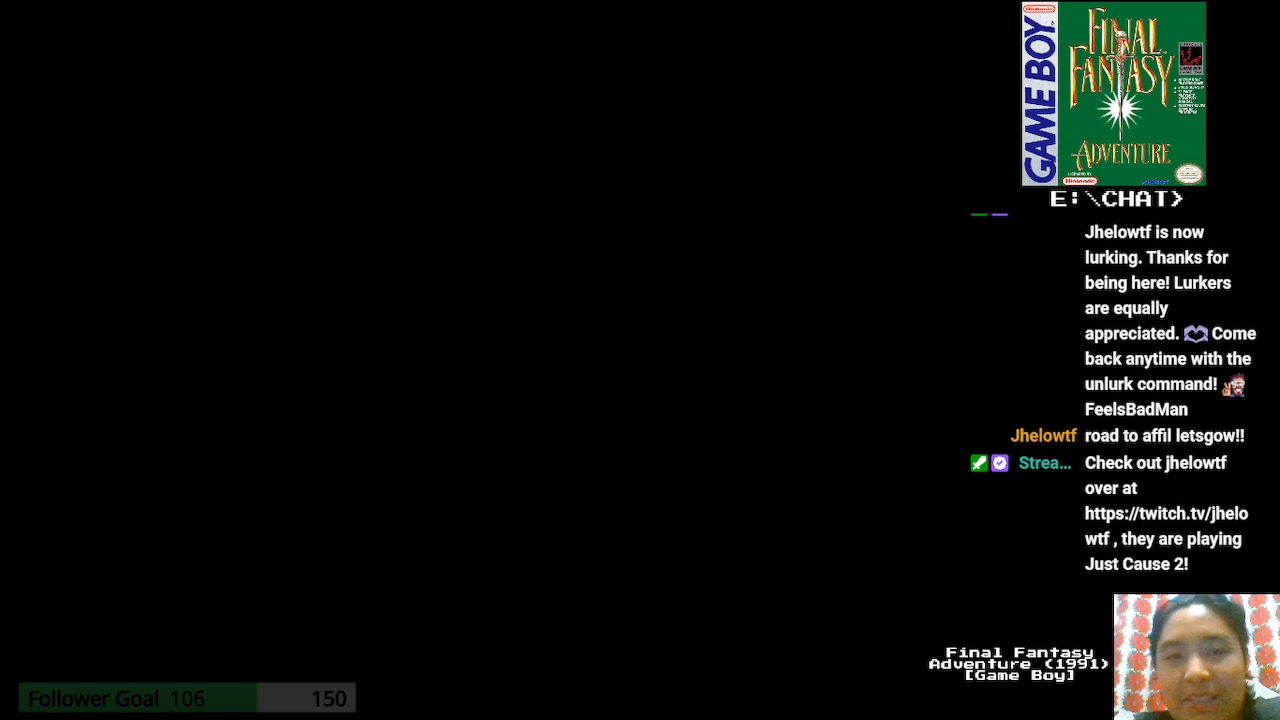 Nintendo
GAME BOY
FINAL
FANTASY
ADVENTURE
Nintendo
E:\CHAT>
Jhelowtf is now
lurking. Thanks for
being here! Lurkers
are equally
appreciated. Come
back anytime with the
unlurk command!
FeelsBadMan
Jhelowtf road to affil letsgow!!
Strea... Check out jhelowtf
over at
https://twitch.tv/jhelo
wtf , they are playing
Just Cause 2!
Final Fantasy
Adventure (1991)
[Game Boy]
Follower Goal 106 150